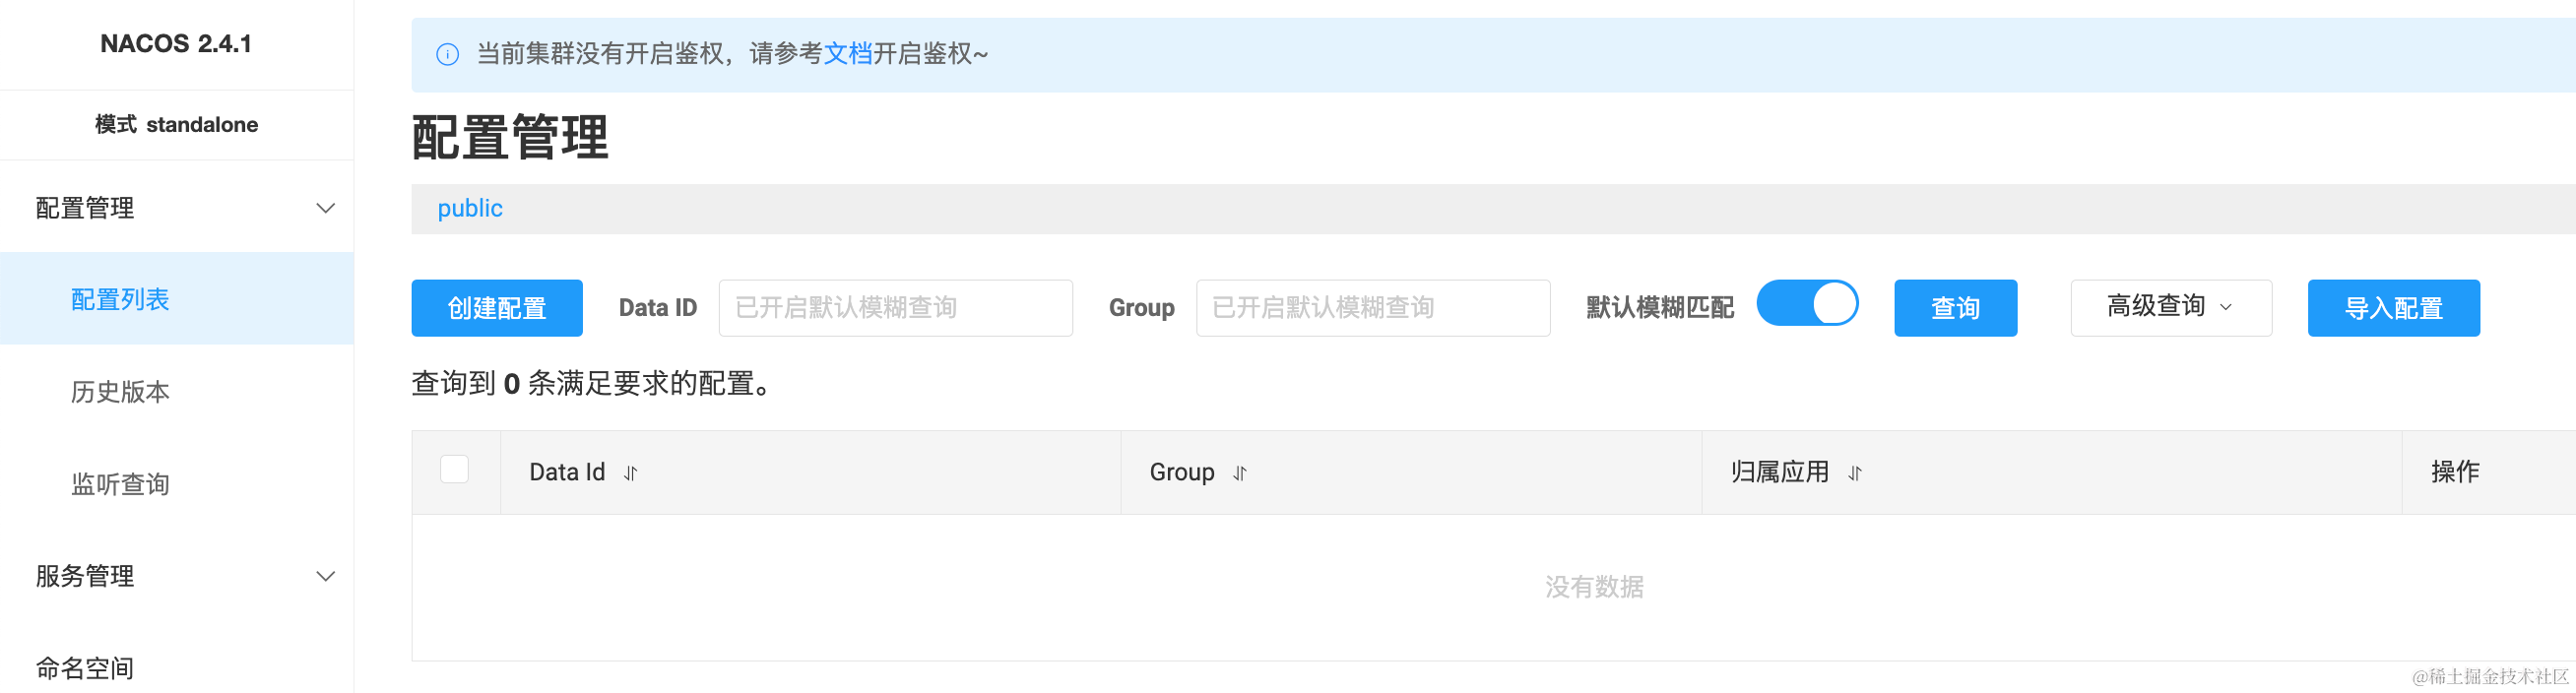 NACOS 2.4.1
模式 standalone
配置管理
配置列表
历史版本
监听查询
服务管理
命名空间
当前集群没有开启鉴权，请参考文档开启鉴权~
配置管理
public
创建配置 Data ID 已开启默认模糊查询 Group 已开启默认模糊查询 默认模糊匹配 查询 高级查询 导入配置
查询到 0 条满足要求的配置。
Data Id Group 归属应用 操作
没有数据
@稀土掘金技术社区